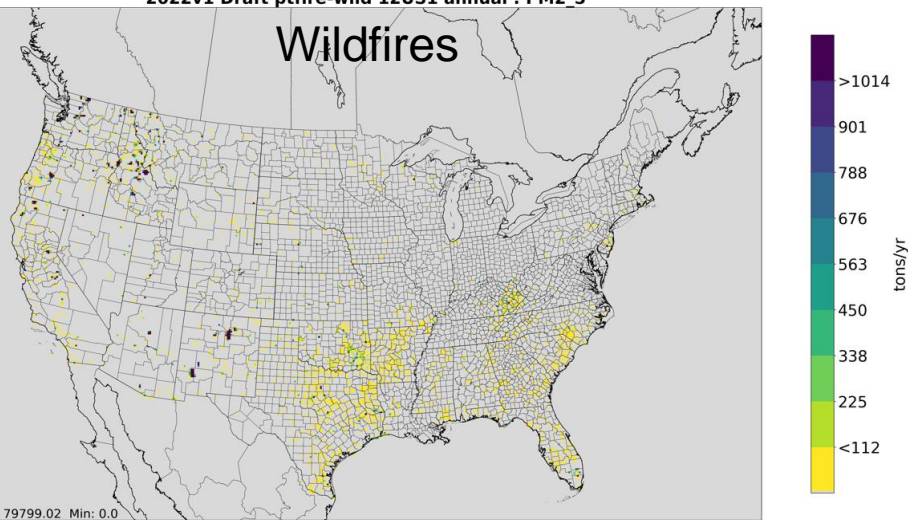 2022v1 Draft ptfire-wild 12US1 annual : PM2_5
Wildfires
>1014
901
788
676
563
450
338
225
<112
tons/yr
79799.02 Min: 0.0